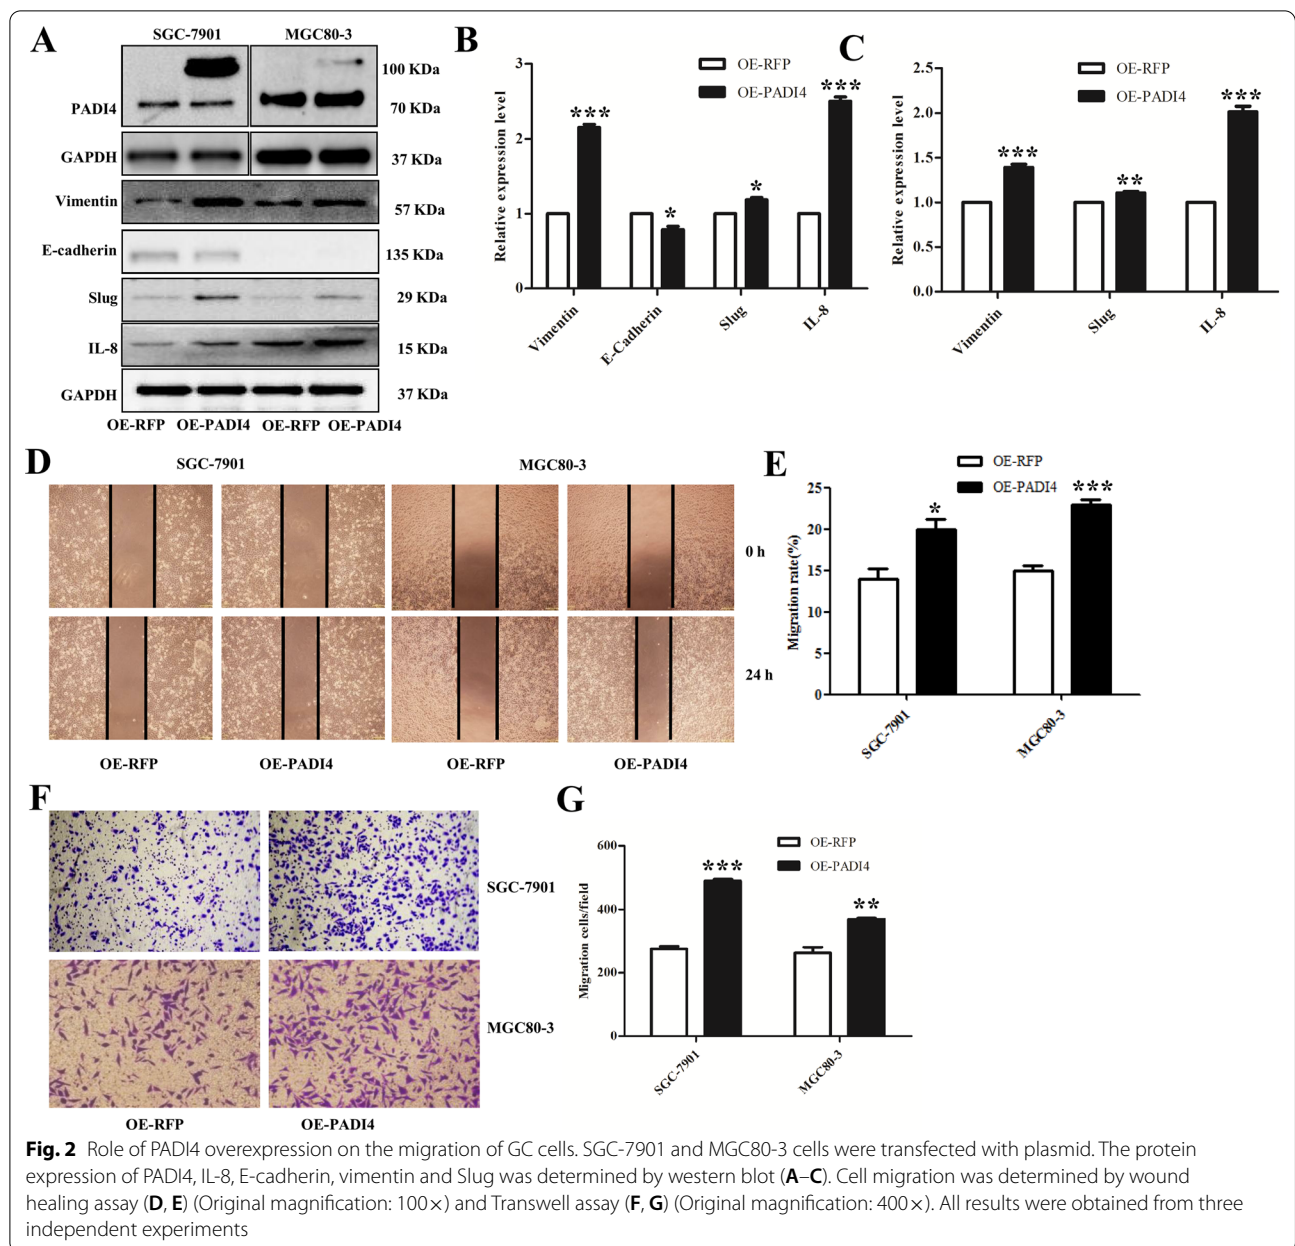 A
SGC-7901 MGC80-3
100 KDa
PADI4 70 KDa
GAPDH 37 KDa
Vimentin 57 KDa
E-cadherin 135 KDa
Slug 29 KDa
IL-8 15 KDa
GAPDH 37 KDa
OE-RFP OE-PADI4 OE-RFP OE-PADI4
B
OE-RFP
OE-PADI4
Relative expression level
3
2
1
0
***
*
*
***
Vimentin
E-Cadherin
Slug
IL-8
C
OE-RFP
OE-PADI4
Relative expression level
2.5
2.0
1.5
1.0
0.5
0.0
***
**
***
Vimentin
Slug
IL-8
D
SGC-7901 MGC80-3
0 h
24 h
OE-RFP OE-PADI4 OE-RFP OE-PADI4
E
OE-RFP
OE-PADI4
Migration rate(%)
25
20
15
10
5
0
*
***
SGC-7901
MGC80-3
F
SGC-7901
MGC80-3
OE-RFP OE-PADI4
G
OE-RFP
OE-PADI4
Migration cells/field
600
400
200
0
***
**
SGC-7901
MGC80-3
Fig. 2 Role of PADI4 overexpression on the migration of GC cells. SGC-7901 and MGC80-3 cells were transfected with plasmid. The protein
expression of PADI4, IL-8, E-cadherin, vimentin and Slug was determined by western blot (A–C). Cell migration was determined by wound
healing assay (D, E) (Original magnification: 100×) and Transwell assay (F, G) (Original magnification: 400×). All results were obtained from three
independent experiments